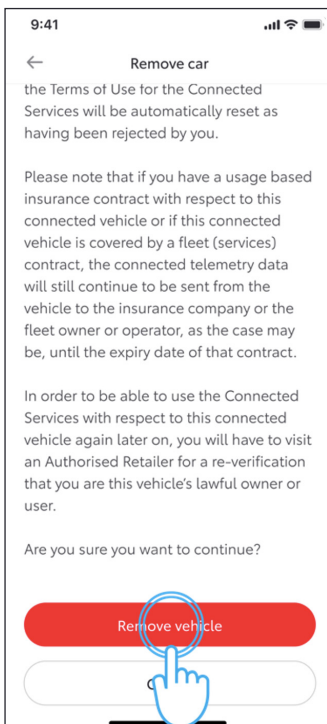 9:41
Remove car
the Terms of Use for the Connected
Services will be automatically reset as
having been rejected by you.
Please note that if you have a usage based
insurance contract with respect to this
connected vehicle or if this connected
vehicle is covered by a fleet (services)
contract, the connected telemetry data
will still continue to be sent from the
vehicle to the insurance company or the
fleet owner or operator, as the case may
be, until the expiry date of that contract.
In order to be able to use the Connected
Services with respect to this connected
vehicle again later on, you will have to visit
an Authorised Retailer for a re-verification
that you are this vehicle's lawful owner or
user.
Are you sure you want to continue?
Remove vehicle